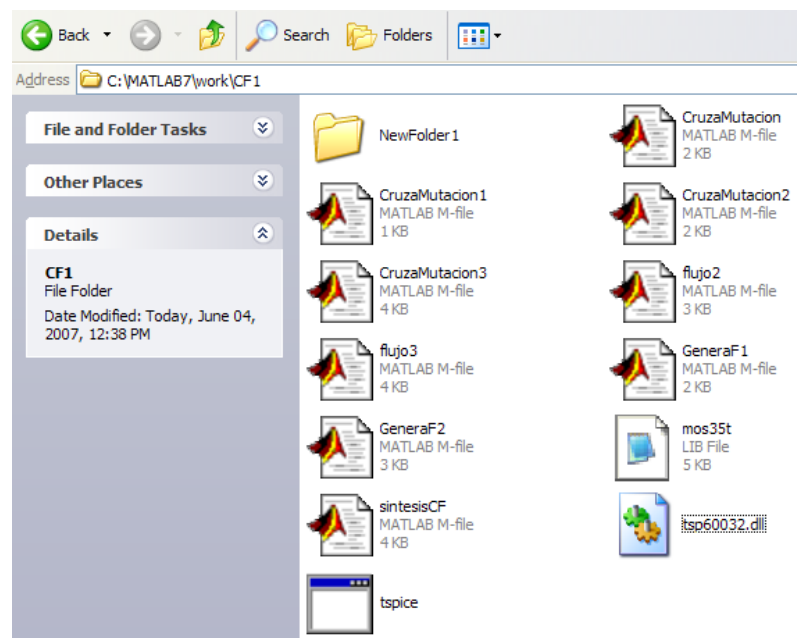 Back
Search
Folders
Address C:\MATLAB7\work\CF1
File and Folder Tasks
Other Places
Details
CF1
File Folder
Date Modified: Today, June 04,
2007, 12:38 PM
NewFolder1
CruzaMutacion
MATLAB M-file
2 KB
CruzaMutacion1
MATLAB M-file
1 KB
CruzaMutacion2
MATLAB M-file
2 KB
CruzaMutacion3
MATLAB M-file
4 KB
flujo2
MATLAB M-file
3 KB
flujo3
MATLAB M-file
4 KB
GeneraF1
MATLAB M-file
2 KB
GeneraF2
MATLAB M-file
3 KB
mos35t
LIB File
5 KB
sintesisCF
MATLAB M-file
4 KB
tsp60032.dll
tspice